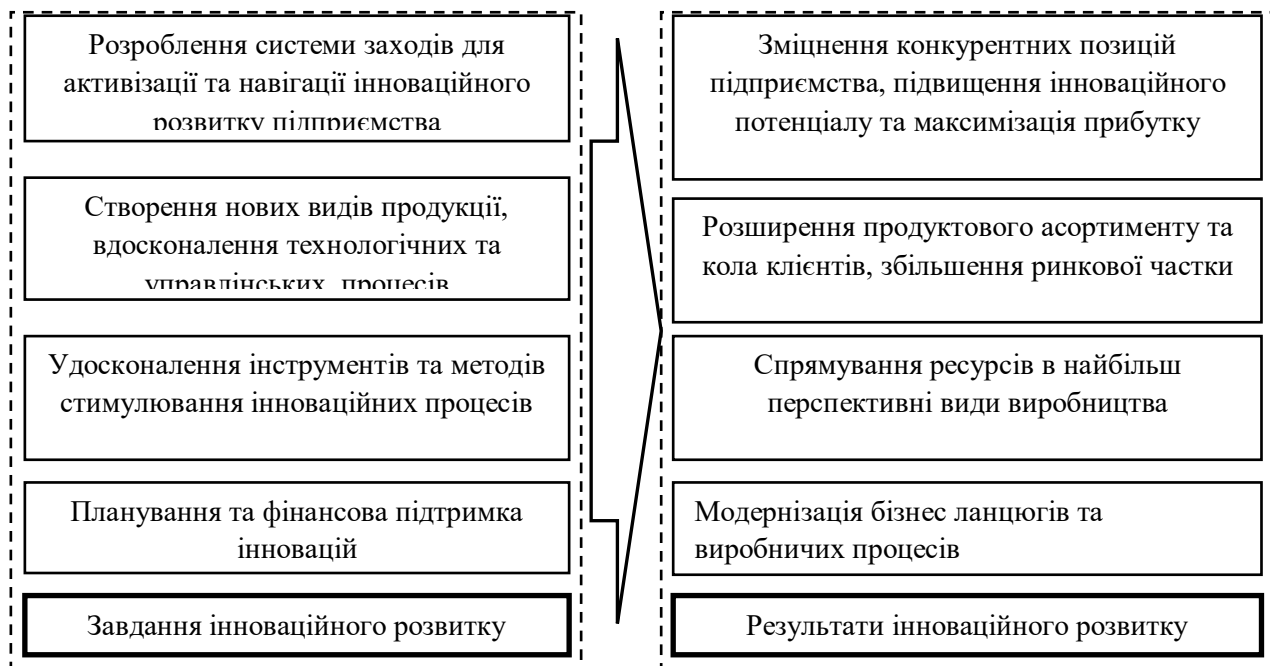 Розроблення системи заходів для
активізації та навігації інноваційного
розвитку підприємства
Створення нових видів продукції,
вдосконалення технологічних та
управлінських процесів
Удосконалення інструментів та методів
стимулювання інноваційних процесів
Планування та фінансова підтримка
інновацій
Завдання інноваційного розвитку
Зміцнення конкурентних позицій
підприємства, підвищення інноваційного
потенціалу та максимізація прибутку
Розширення продуктового асортименту та
кола клієнтів, збільшення ринкової частки
Спрямування ресурсів в найбільш
перспективні види виробництва
Модернізація бізнес ланцюгів та
виробничих процесів
Результати інноваційного розвитку